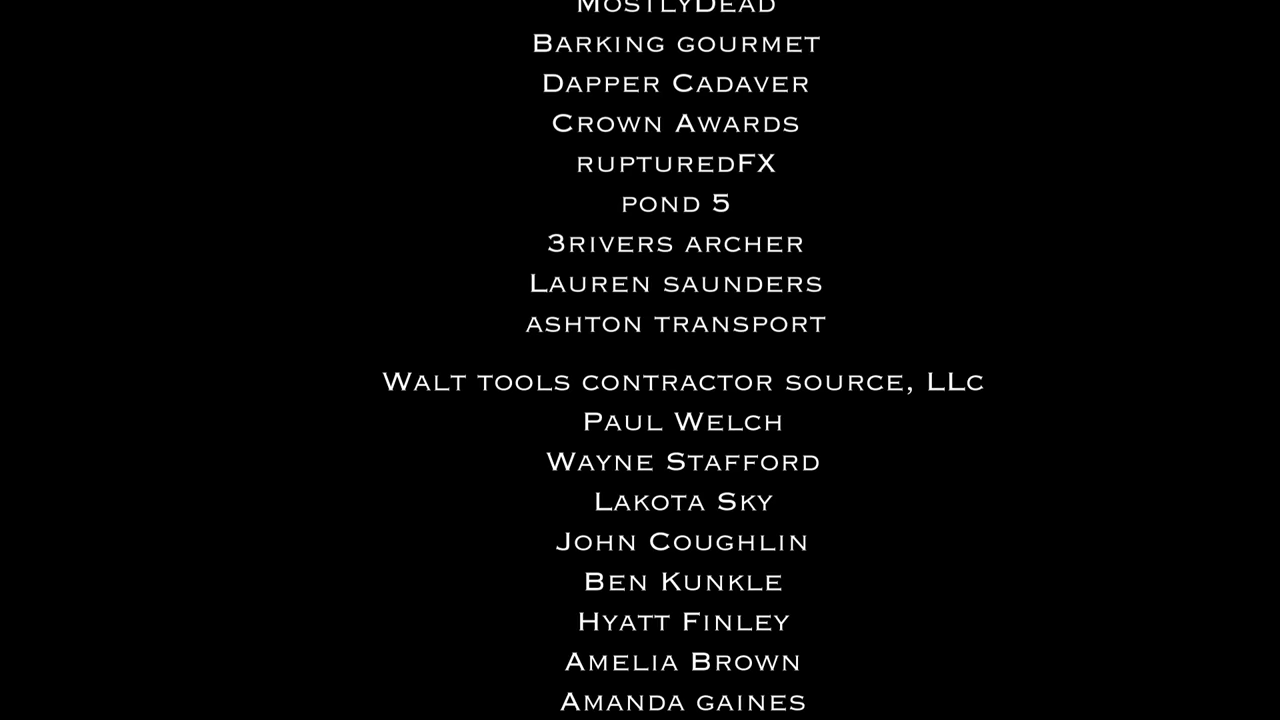 MostlyDead
Barking gourmet
Dapper Cadaver
Crown Awards
rupturedFX
pond 5
3rivers archer
Lauren saunders
ashton transport
Walt tools contractor source, LLc
Paul Welch
Wayne Stafford
Lakota Sky
John Coughlin
Ben Kunkle
Hyatt Finley
Amelia Brown
Amanda gaines